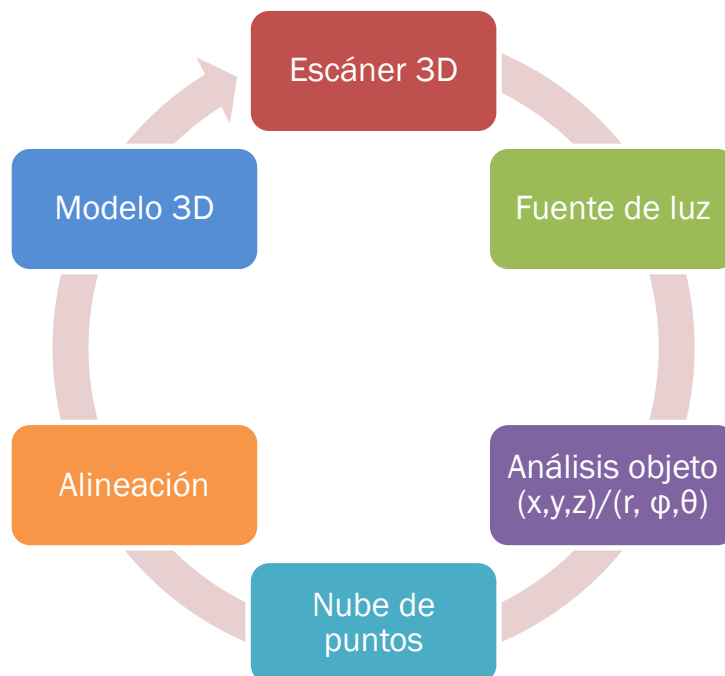 Escáner 3D
Fuente de luz
Análisis objeto
(x,y,z)/(r, φ,θ)
Nube de
puntos
Alineación
Modelo 3D